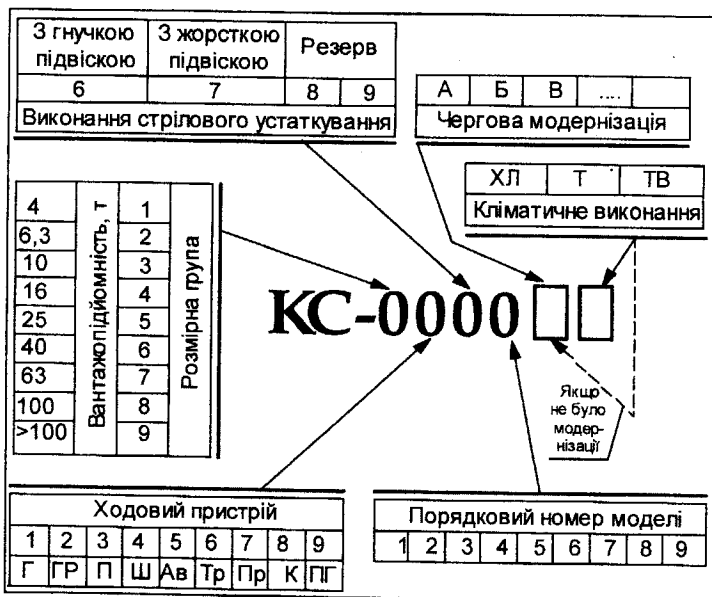 З гнучкою підвіскою З жорсткою підвіскою Резерв
6 7 8 9
Виконання стрілового устаткування
А Б В ....
Чергова модернізація
ХЛ Т ТВ
Кліматичне виконання
Вантажопідйомність, т
Розмірна група
4 1
6,3 2
10 3
16 4
25 5
40 6
63 7
100 8
>100 9
КС-0000
Якщо
не було
модер-
нізації
Ходовий пристрій
1 2 3 4 5 6 7 8 9
Г ГР П Ш Ав Тр Пр К ПГ
Порядковий номер моделі
1 2 3 4 5 6 7 8 9